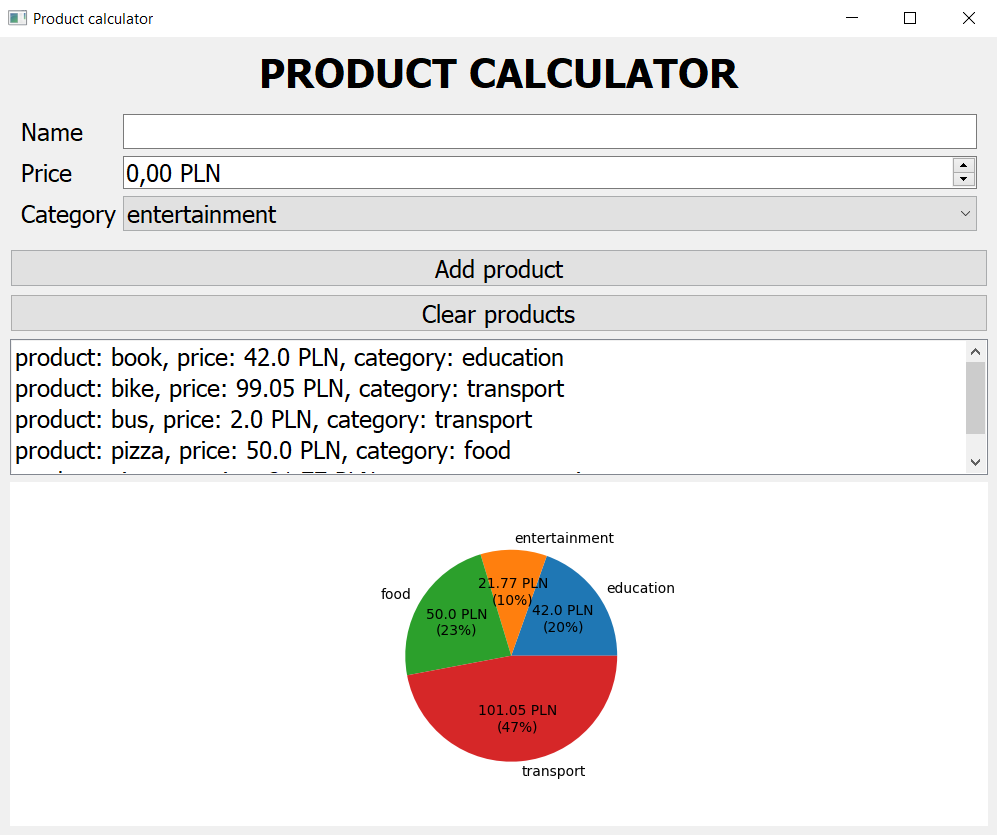 Product calculator
PRODUCT CALCULATOR
Name
Price
0,00 PLN
Category
entertainment
Add product
Clear products
product: book, price: 42.0 PLN, category: education
product: bike, price: 99.05 PLN, category: transport
product: bus, price: 2.0 PLN, category: transport
product: pizza, price: 50.0 PLN, category: food
entertainment
education
food
21.77 PLN
(10%)
42.0 PLN
(20%)
50.0 PLN
(23%)
101.05 PLN
(47%)
transport